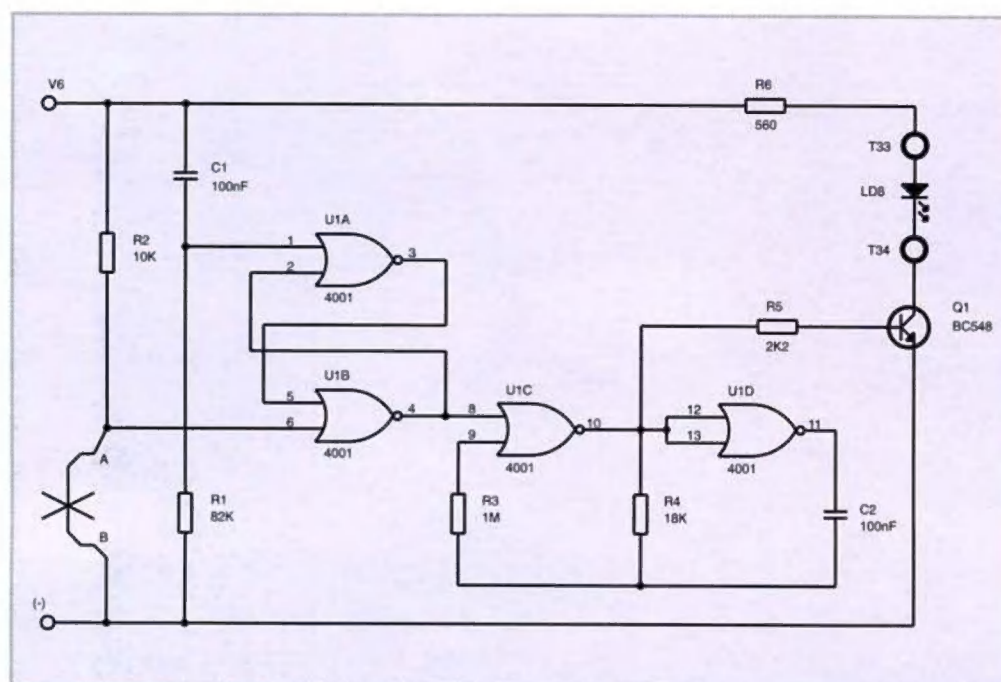 V6
R6
560
T33
LD8
T34
C1
100nF
R2
10K
U1A
1
2
3
4001
Q1
BC548
R5
2K2
U1B
5
6
4
4001
U1C
8
9
10
4001
U1D
12
13
11
4001
A
B
R1
82K
R3
1M
R4
18K
C2
100nF
(-)